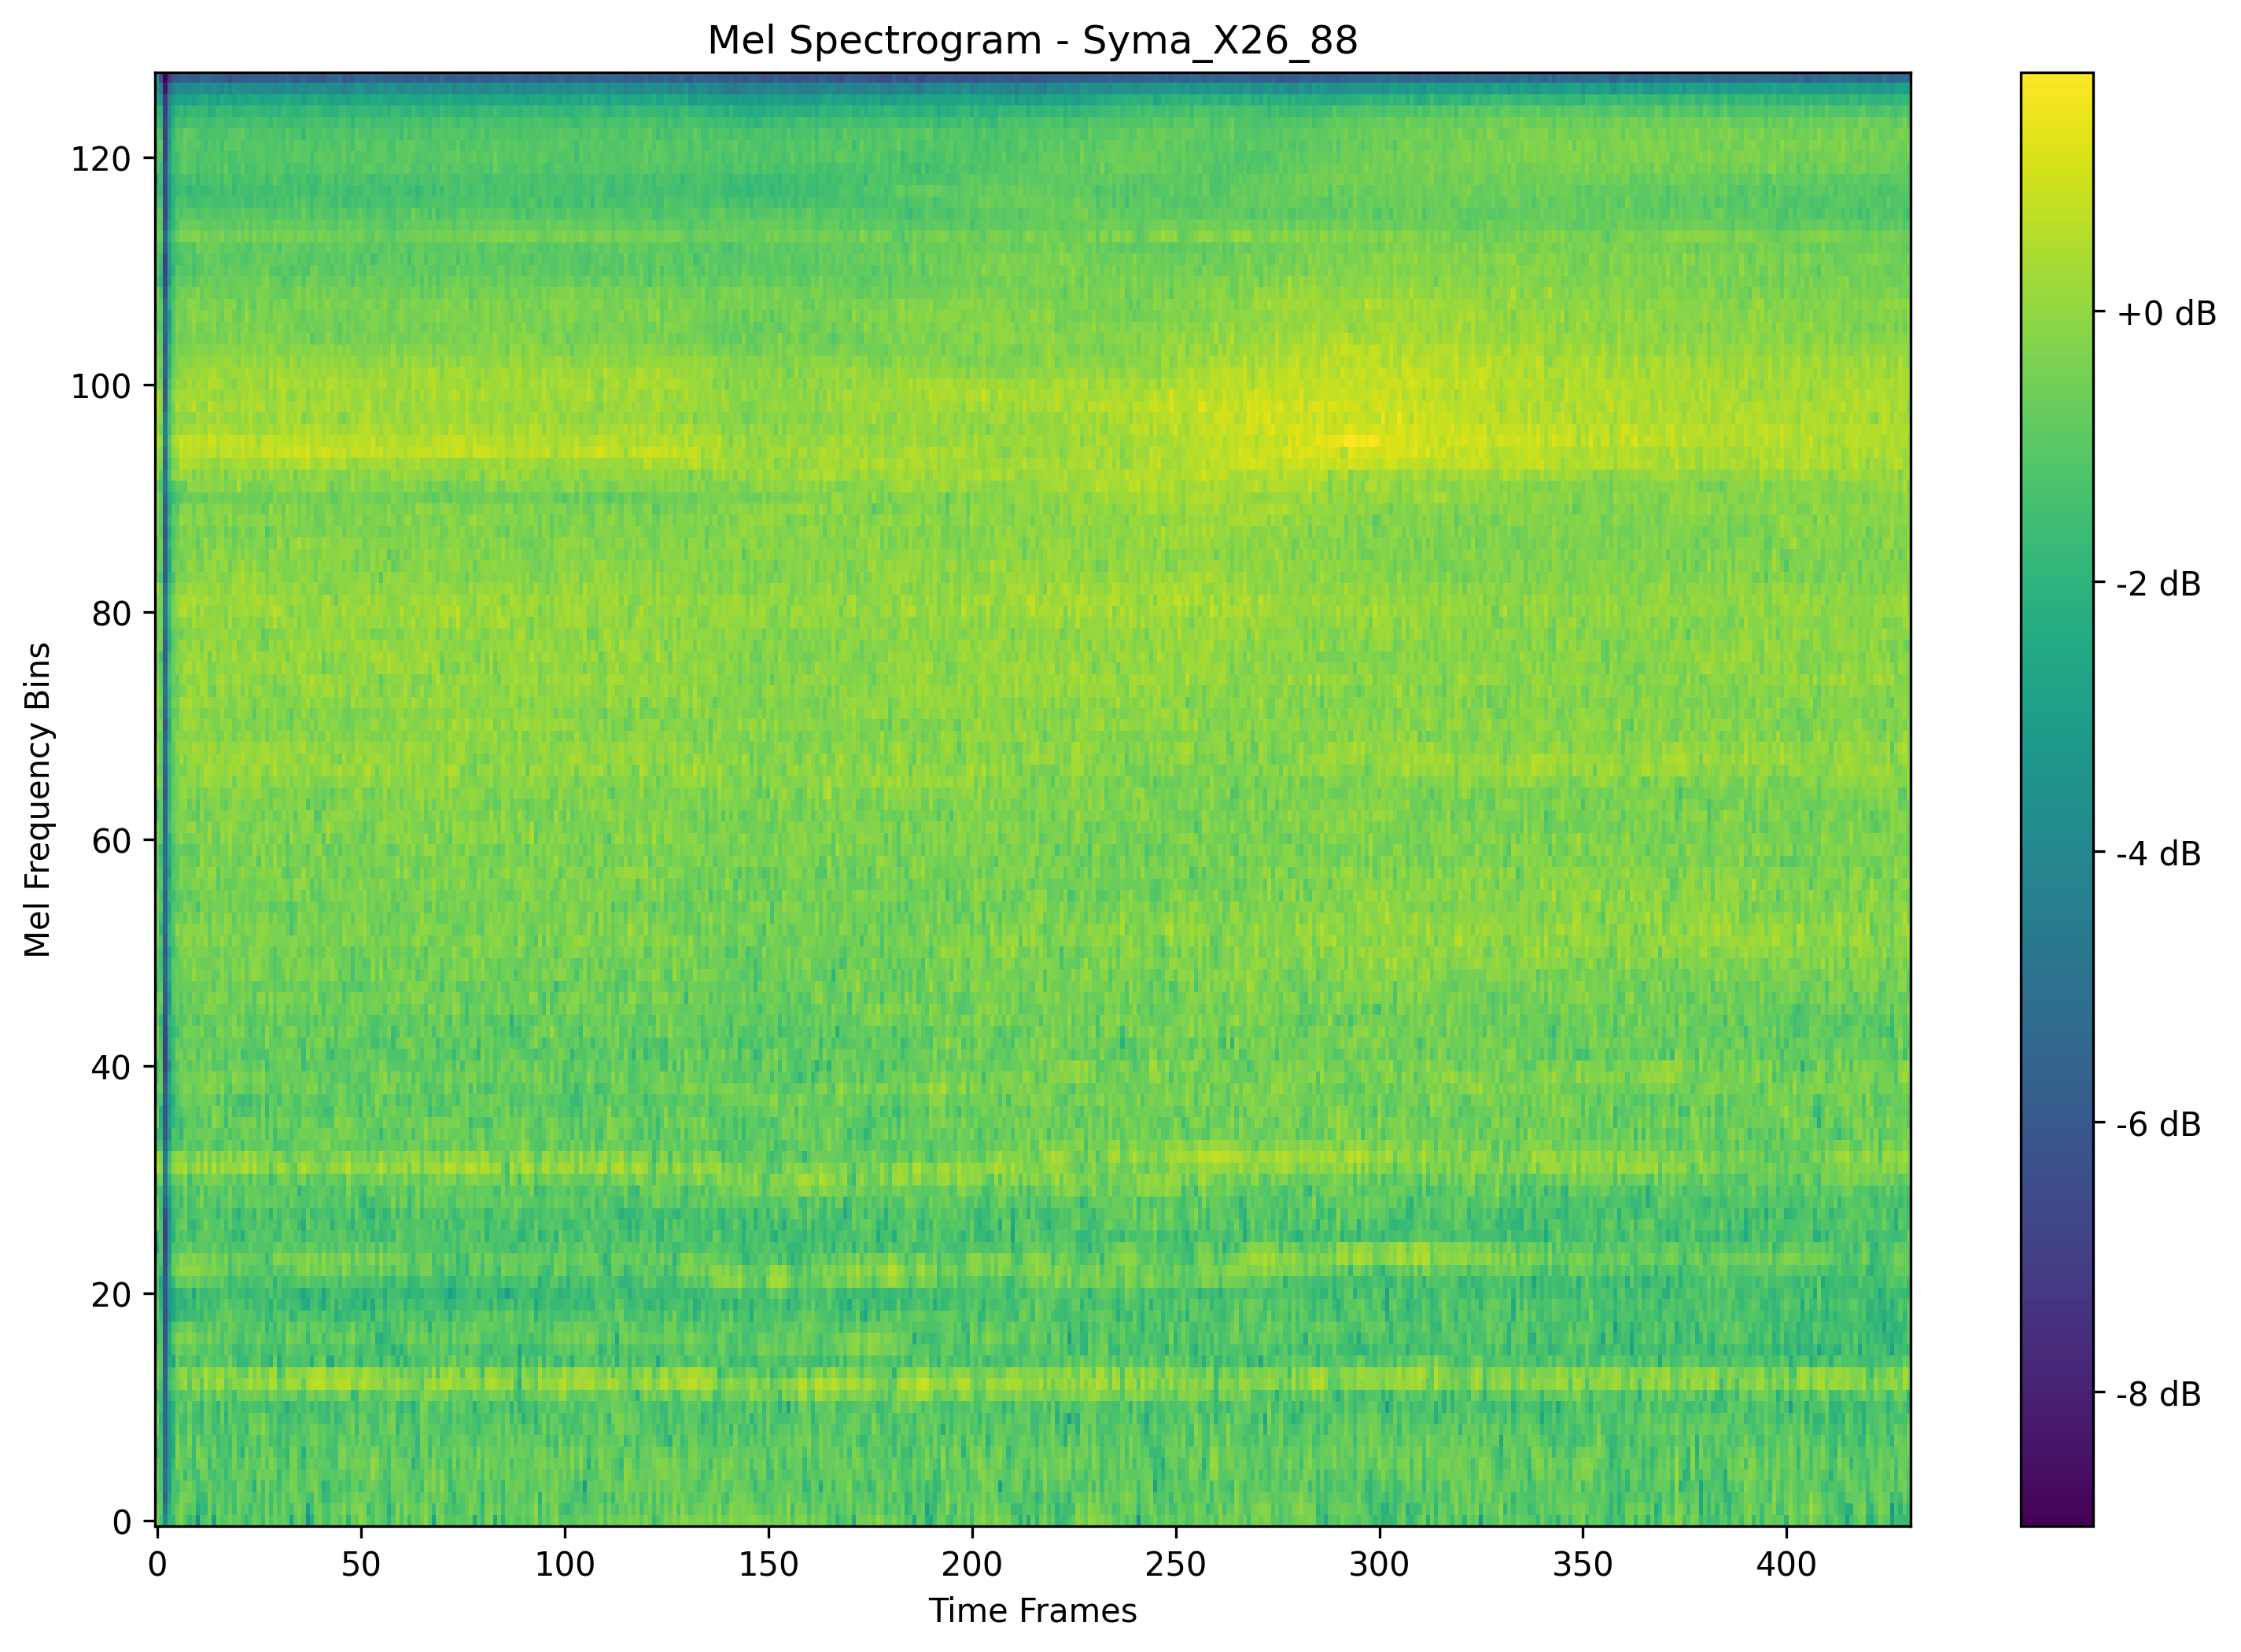 Mel Spectrogram - Syma_X26_88
Mel Frequency Bins
120
100
80
60
40
20
0
0 50 100 150 200 250 300 350 400
Time Frames
+0 dB
-2 dB
-4 dB
-6 dB
-8 dB